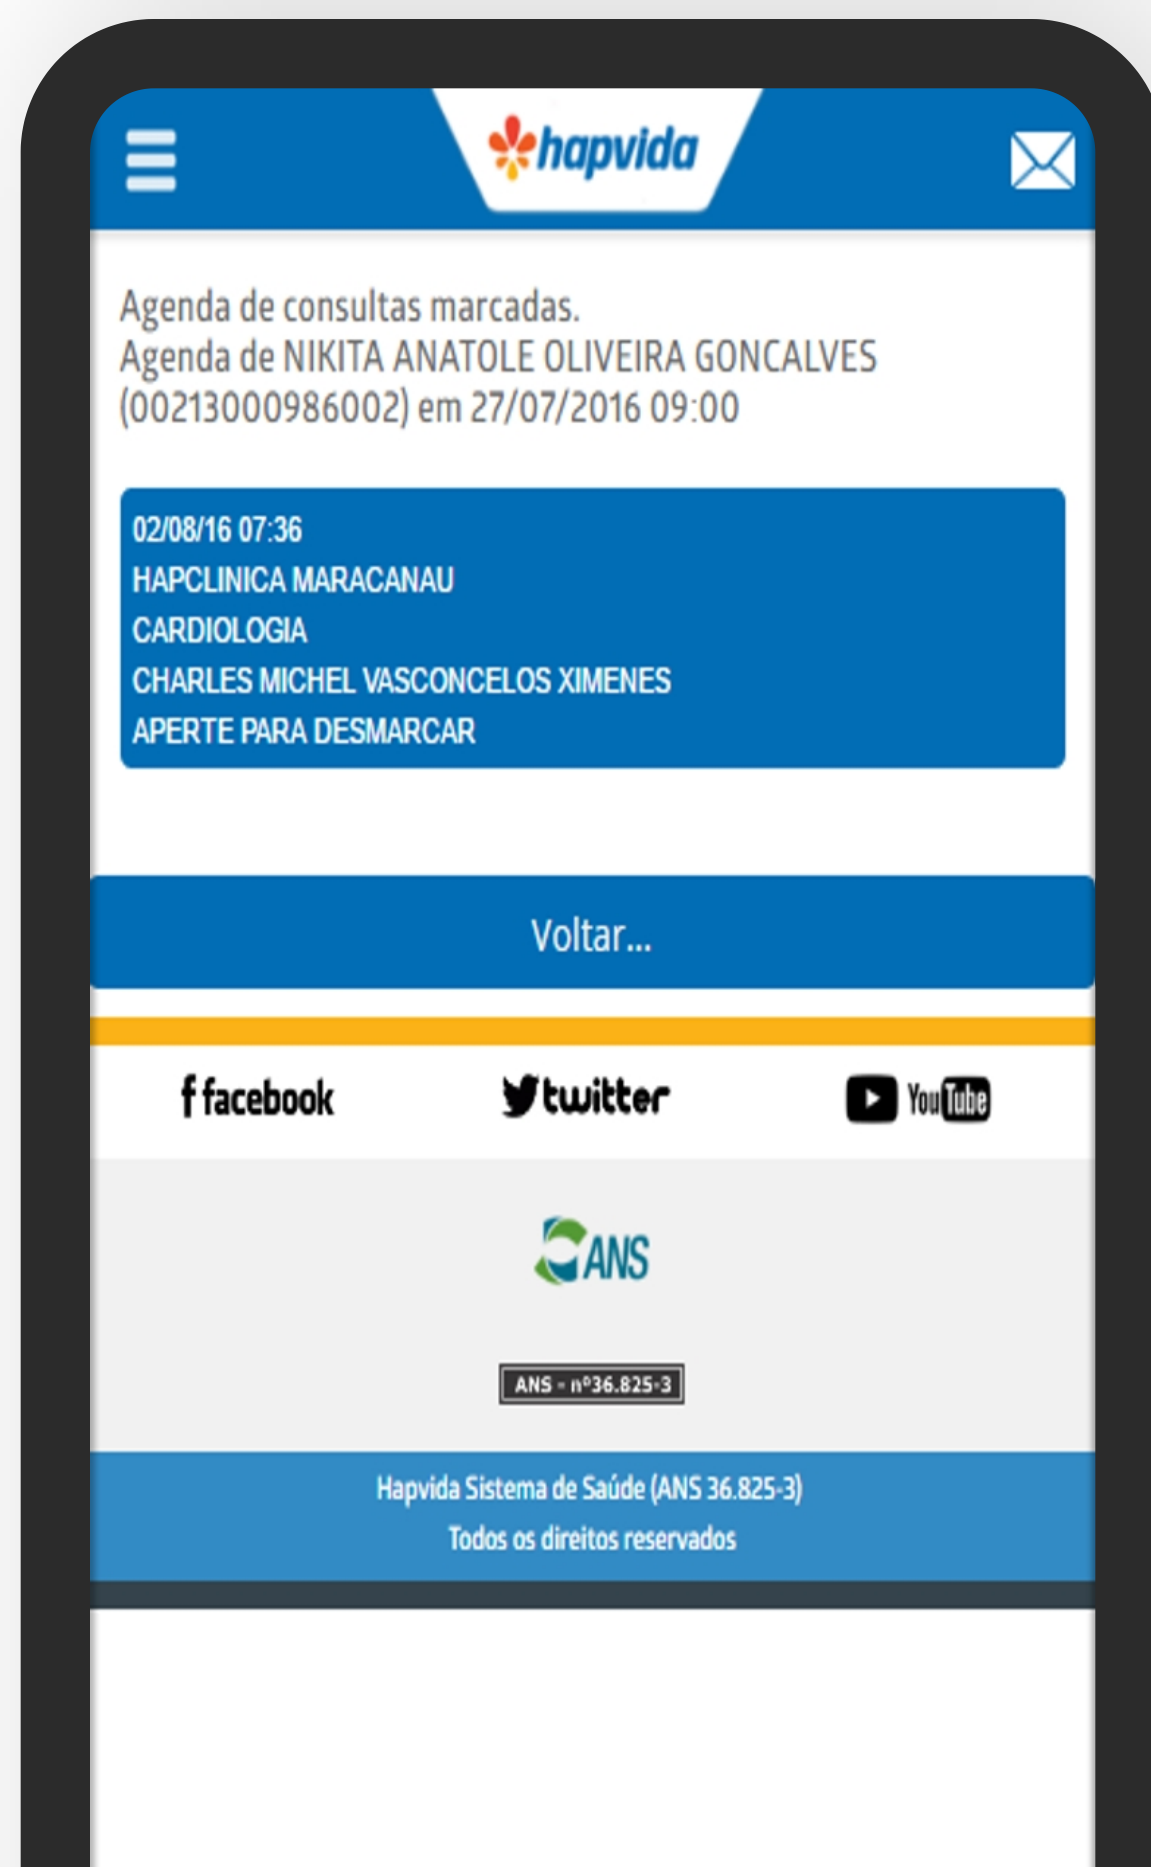 hapvida
Agenda de consultas marcadas.
Agenda de NIKITA ANATOLE OLIVEIRA GONCALVES
(00213000986002) em 27/07/2016 09:00
02/08/16 07:36
HAPCLINICA MARACANAU
CARDIOLOGIA
CHARLES MICHEL VASCONCELOS XIMENES
APERTE PARA DESMARCAR
Voltar...
f facebook twitter YouTube
ANS
ANS - nº36.825-3
Hapvida Sistema de Saúde (ANS 36.825-3)
Todos os direitos reservados